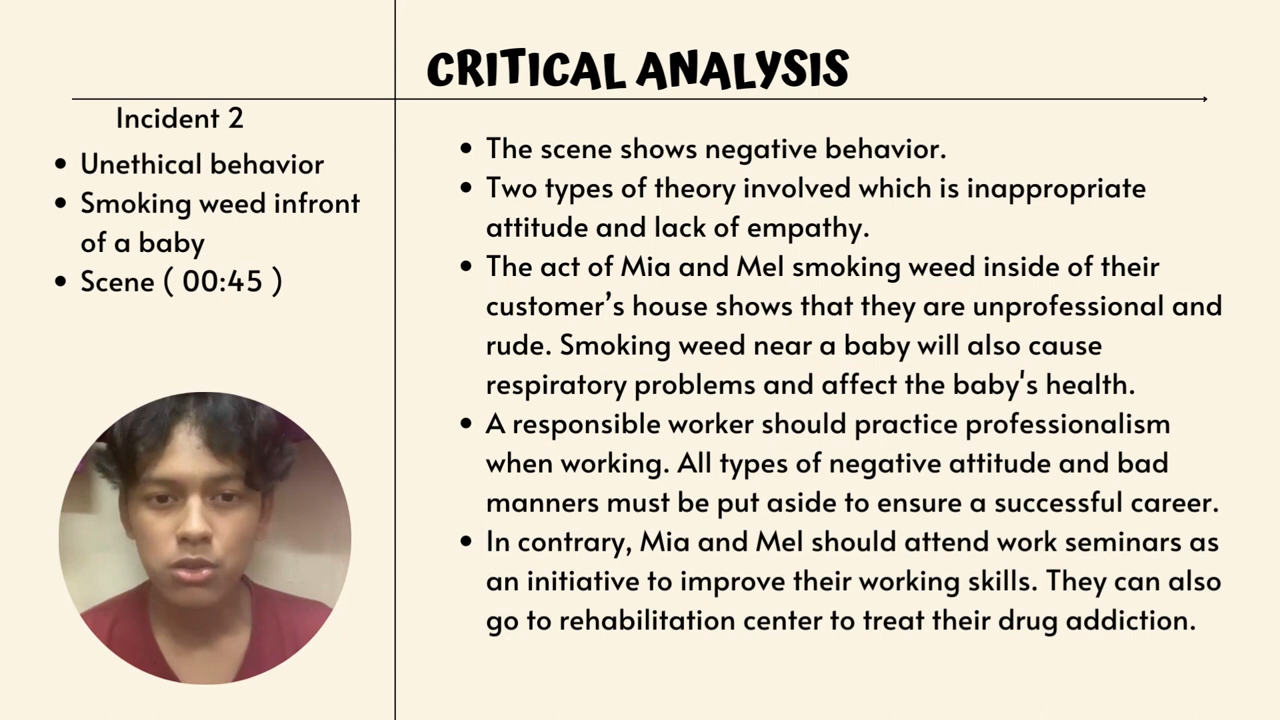 CRITICAL ANALYSIS
Incident 2
Unethical behavior
Smoking weed infront
of a baby
Scene ( 00:45 )
The scene shows negative behavior.
Two types of theory involved which is inappropriate
attitude and lack of empathy.
The act of Mia and Mel smoking weed inside of their
customer’s house shows that they are unprofessional and
rude. Smoking weed near a baby will also cause
respiratory problems and affect the baby's health.
A responsible worker should practice professionalism
when working. All types of negative attitude and bad
manners must be put aside to ensure a successful career.
In contrary, Mia and Mel should attend work seminars as
an initiative to improve their working skills. They can also
go to rehabilitation center to treat their drug addiction.